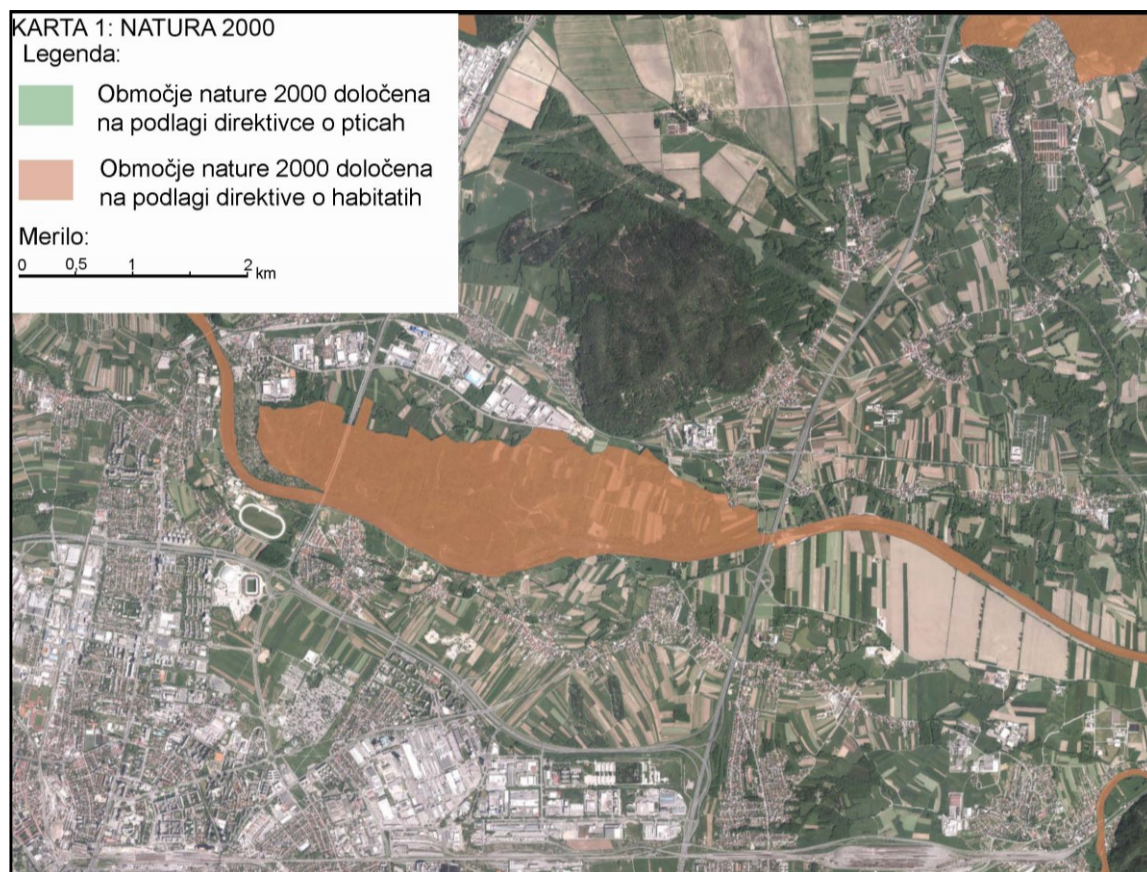 KARTA 1: NATURA 2000
Legenda:
Območje nature 2000 določena
na podlagi direktivce o pticah
Območje nature 2000 določena
na podlagi direktive o habitatih
Merilo:
0 0,5 1 2 km